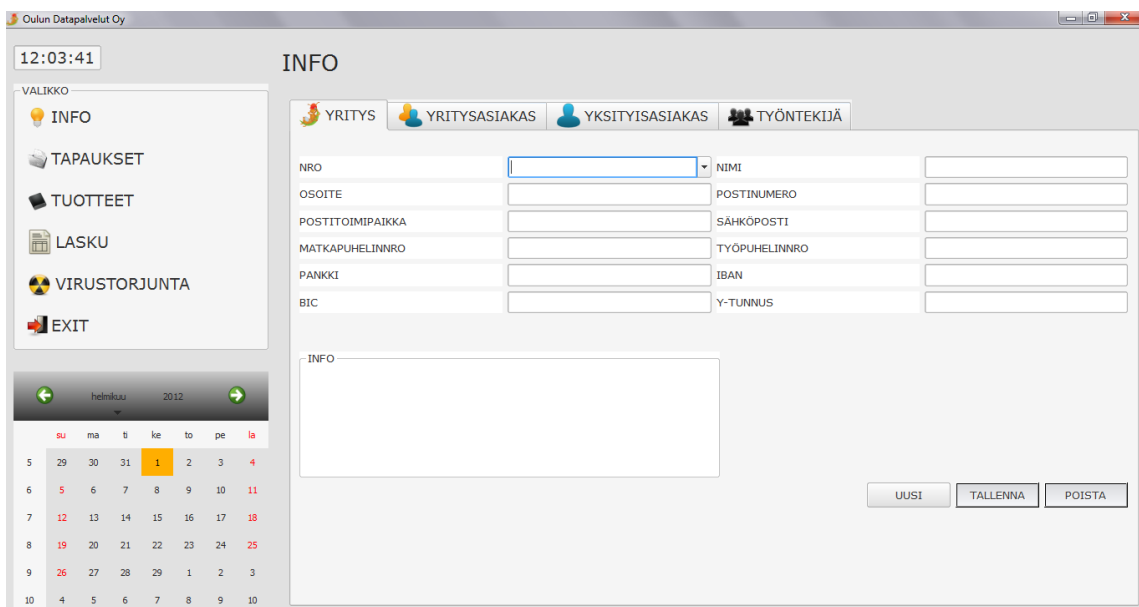 Oulun Datapalvelut Oy
12:03:41
VALIKKO
INFO
TAPAUKSET
TUOTTEET
LASKU
VIRUSTORJUNTA
EXIT
helmikuu 2012
su ma ti ke to pe la
5 29 30 31 1 2 3 4
6 5 6 7 8 9 10 11
7 12 13 14 15 16 17 18
8 19 20 21 22 23 24 25
9 26 27 28 29 1 2 3
10 4 5 6 7 8 9 10
INFO
YRITYS YRITYSASIAKAS YKSITYISASIAKAS TYÖNTEKIJÄ
NRO NIMI
OSOITE POSTINUMERO
POSTITOIMIPAIKKA SÄHKÖPOSTI
MATKAPUHELINNRO TYÖPUHELINNRO
PANKKI IBAN
BIC Y-TUNNUS
INFO
UUSI TALLENNA POISTA